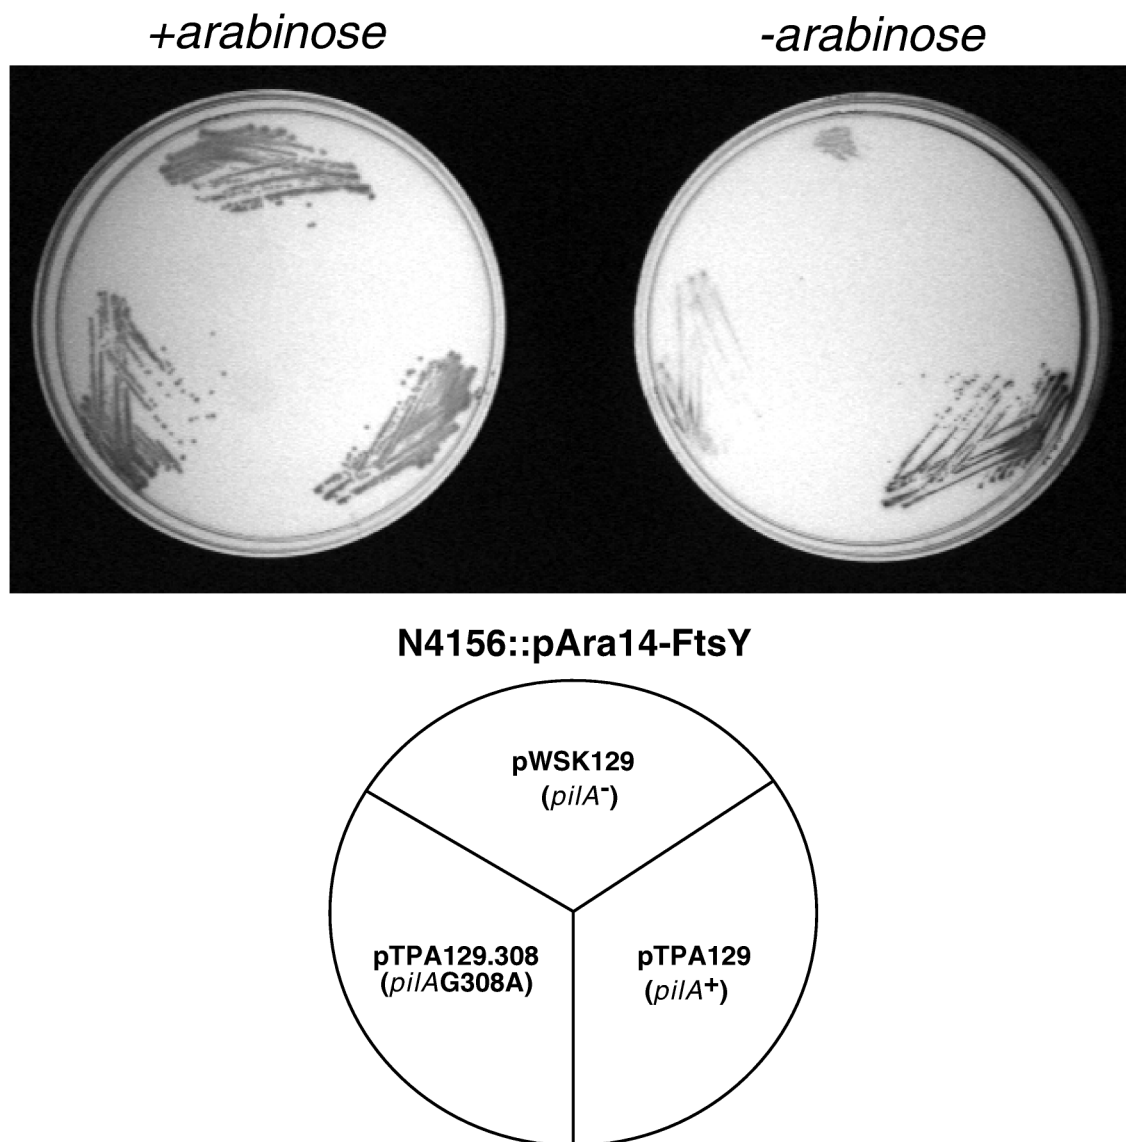 +arabinose
-arabinose
N4156::pAra14-FtsY
pWSK129
(pilA-)
pTPA129.308
(pilAG308A)
pTPA129
(pilA+)